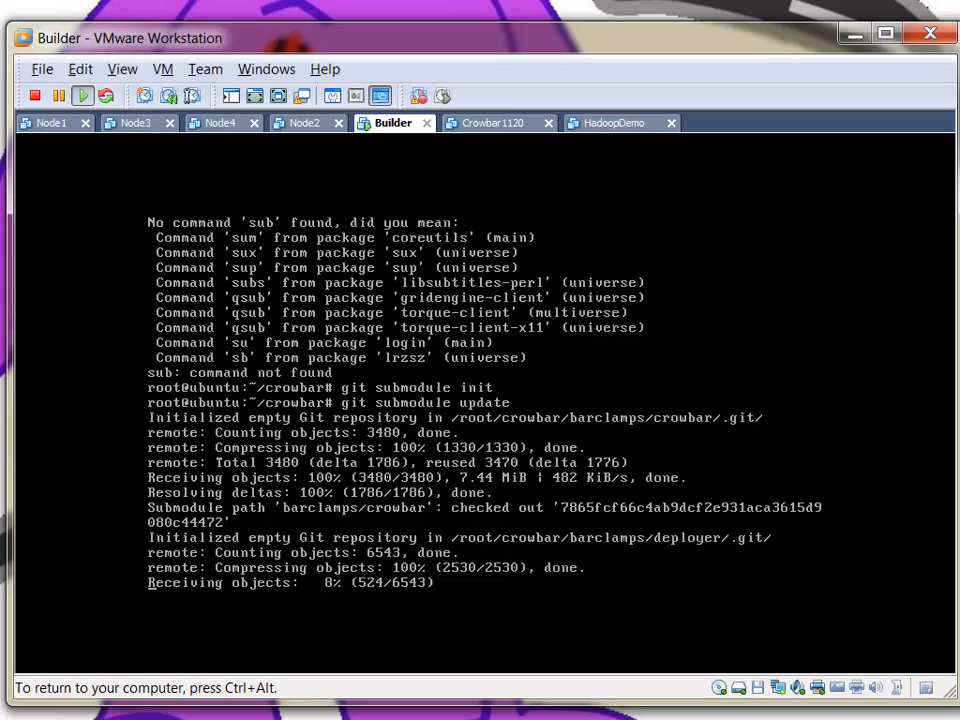 Builder - VMware Workstation
File Edit View VM Team Windows Help
Node1 Node3 Node4 Node2 Builder Crowbar1120 HadoopDemo
No command 'sub' found, did you mean:
Command 'sum' from package 'coreutils' (main)
Command 'sux' from package 'sux' (universe)
Command 'sup' from package 'sup' (universe)
Command 'subs' from package 'libsubtitles-perl' (universe)
Command 'qsub' from package 'gridengine-client' (universe)
Command 'qsub' from package 'torque-client' (multiverse)
Command 'qsub' from package 'torque-client-x11' (universe)
Command 'su' from package 'login' (main)
Command 'sb' from package 'lrzsz' (universe)
sub: command not found
root@ubuntu:~/crowbar# git submodule init
root@ubuntu:~/crowbar# git submodule update
Initialized empty Git repository in /root/crowbar/barclamps/crowbar/.git/
remote: Counting objects: 3480, done.
remote: Compressing objects: 100% (1330/1330), done.
remote: Total 3480 (delta 1786), reused 3470 (delta 1776)
Receiving objects: 100% (3480/3480), 7.44 MiB | 482 KiB/s, done.
Resolving deltas: 100% (1786/1786), done.
Submodule path 'barclamps/crowbar': checked out '7865fcf66c4ab9dcf2e931aca3615d9
080c44472'
Initialized empty Git repository in /root/crowbar/barclamps/deployer/.git/
remote: Counting objects: 6543, done.
remote: Compressing objects: 100% (2530/2530), done.
Receiving objects:   8% (524/6543)
To return to your computer, press Ctrl+Alt.